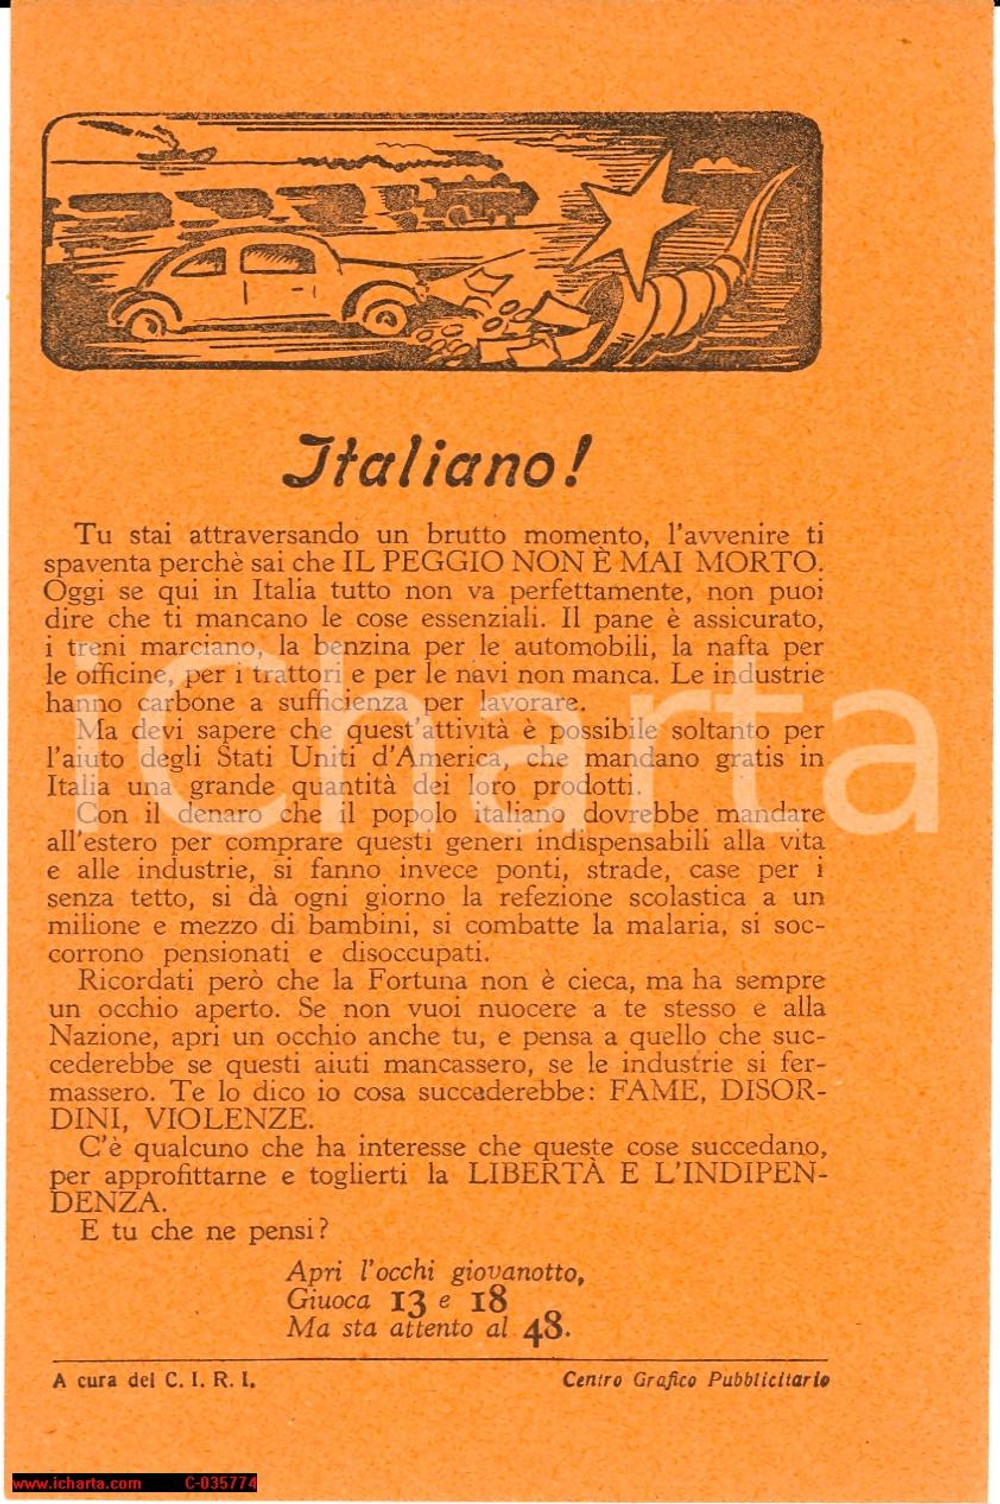 Italiano!
Tu stai attraversando un brutto momento, l'avvenire ti
spaventa perchè sai che IL PEGGIO NON È MAI MORTO.
Oggi se qui in Italia tutto non va perfettamente, non puoi
dire che ti mancano le cose essenziali. Il pane è assicurato,
i treni marciano, la benzina per le automobili, la nafta per
le officine, per i trattori e per le navi non manca. Le industrie
hanno carbone a sufficienza per lavorare.
Ma devi sapere che quest'attività è possibile soltanto per
l'aiuto degli Stati Uniti d'America, che mandano gratis in
Italia una grande quantità dei loro prodotti.
Con il denaro che il popolo italiano dovrebbe mandare
all'estero per comprare questi generi indispensabili alla vita
e alle industrie, si fanno invece ponti, strade, case per i
senza tetto, si dà ogni giorno la refezione scolastica a un
milione e mezzo di bambini, si combatte la malaria, si soc-
corrono pensionati e disoccupati.
Ricordati però che la Fortuna non è cieca, ma ha sempre
un occhio aperto. Se non vuoi nuocere a te stesso e alla
Nazione, apri un occhio anche tu, e pensa a quello che suc-
cederebbe se questi aiuti mancassero, se le industrie si fer-
massero. Te lo dico io cosa succederebbe: FAME, DISOR-
DINI, VIOLENZE.
C'è qualcuno che ha interesse che queste cose succedano,
per approfittarne e toglierti la LIBERTÀ E L'INDIPEN-
DENZA.
E tu che ne pensi?
Apri l'occhi giovanotto,
Giuoca 13 e 18
Ma sta attento al 48.
A cura del C. I. R. I. Centro Grafico Pubblicitario
iCharta
www.icharta.com C-035774